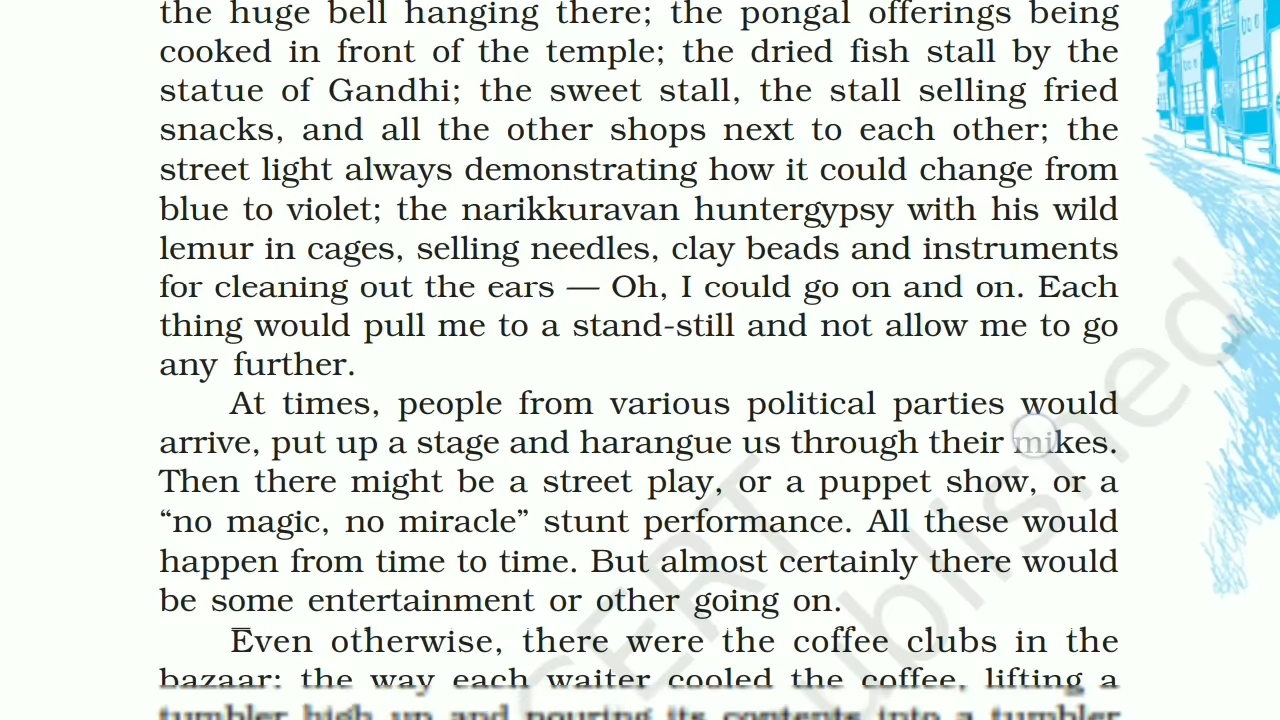 the huge bell hanging there; the pongal offerings being
cooked in front of the temple; the dried fish stall by the
statue of Gandhi; the sweet stall, the stall selling fried
snacks, and all the other shops next to each other; the
street light always demonstrating how it could change from
blue to violet; the narikkuravan huntergypsy with his wild
lemur in cages, selling needles, clay beads and instruments
for cleaning out the ears — Oh, I could go on and on. Each
thing would pull me to a stand-still and not allow me to go
any further.
At times, people from various political parties would
arrive, put up a stage and harangue us through their mikes.
Then there might be a street play, or a puppet show, or a
“no magic, no miracle” stunt performance. All these would
happen from time to time. But almost certainly there would
be some entertainment or other going on.
Even otherwise, there were the coffee clubs in the
bazaar: the way each waiter cooled the coffee, lifting a
tumbler high up and pouring its contents into a tumbler
CERT
ublished